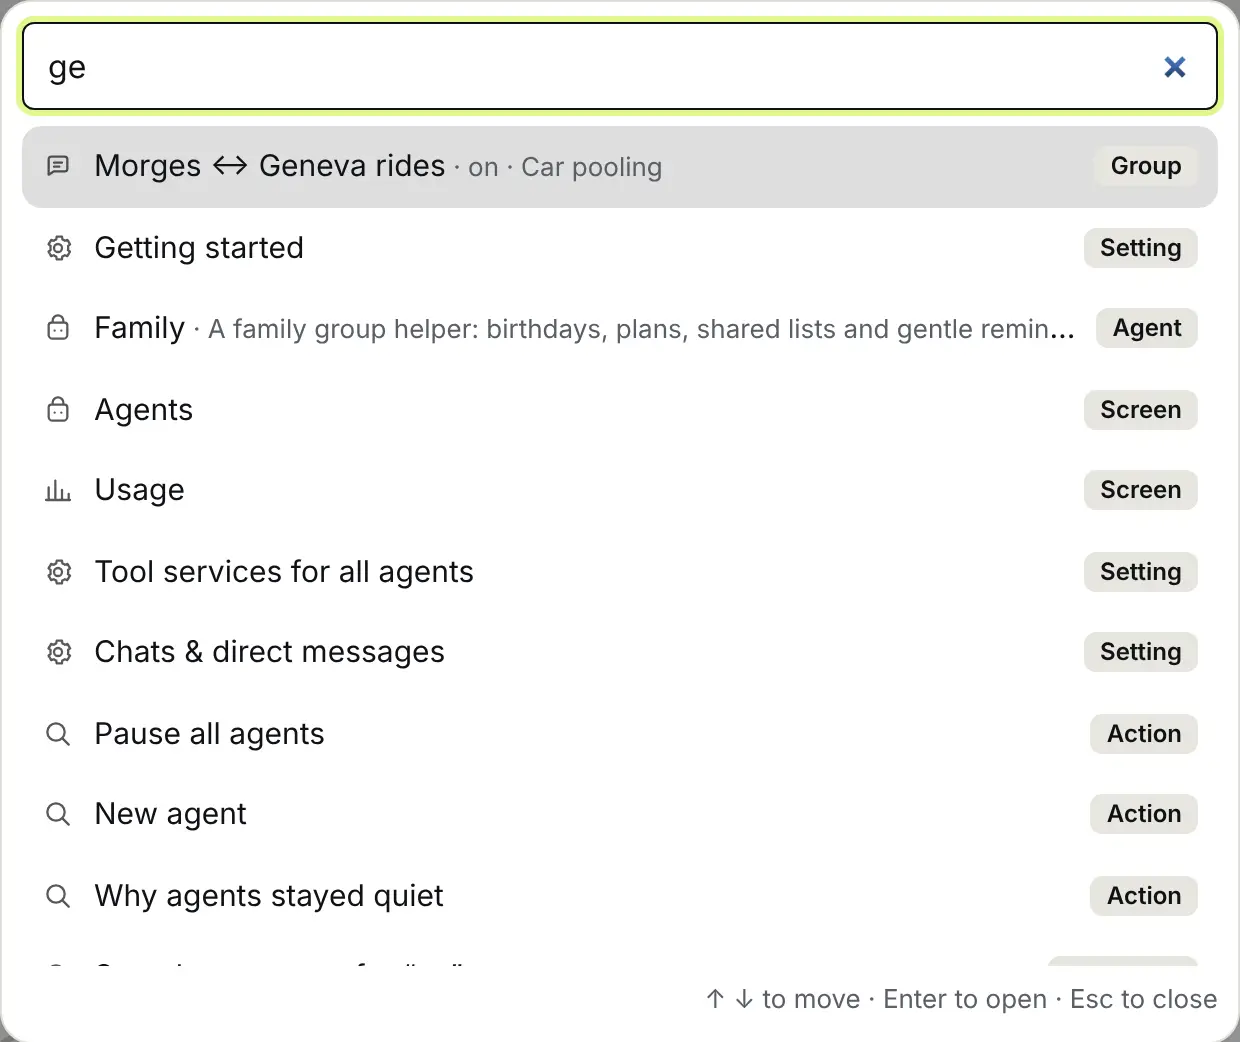 ge
Morges ↔ Geneva rides · on · Car pooling Group
Getting started Setting
Family · A family group helper: birthdays, plans, shared lists and gentle remin... Agent
Agents Screen
Usage Screen
Tool services for all agents Setting
Chats & direct messages Setting
Pause all agents Action
New agent Action
Why agents stayed quiet Action
↑ ↓ to move · Enter to open · Esc to close